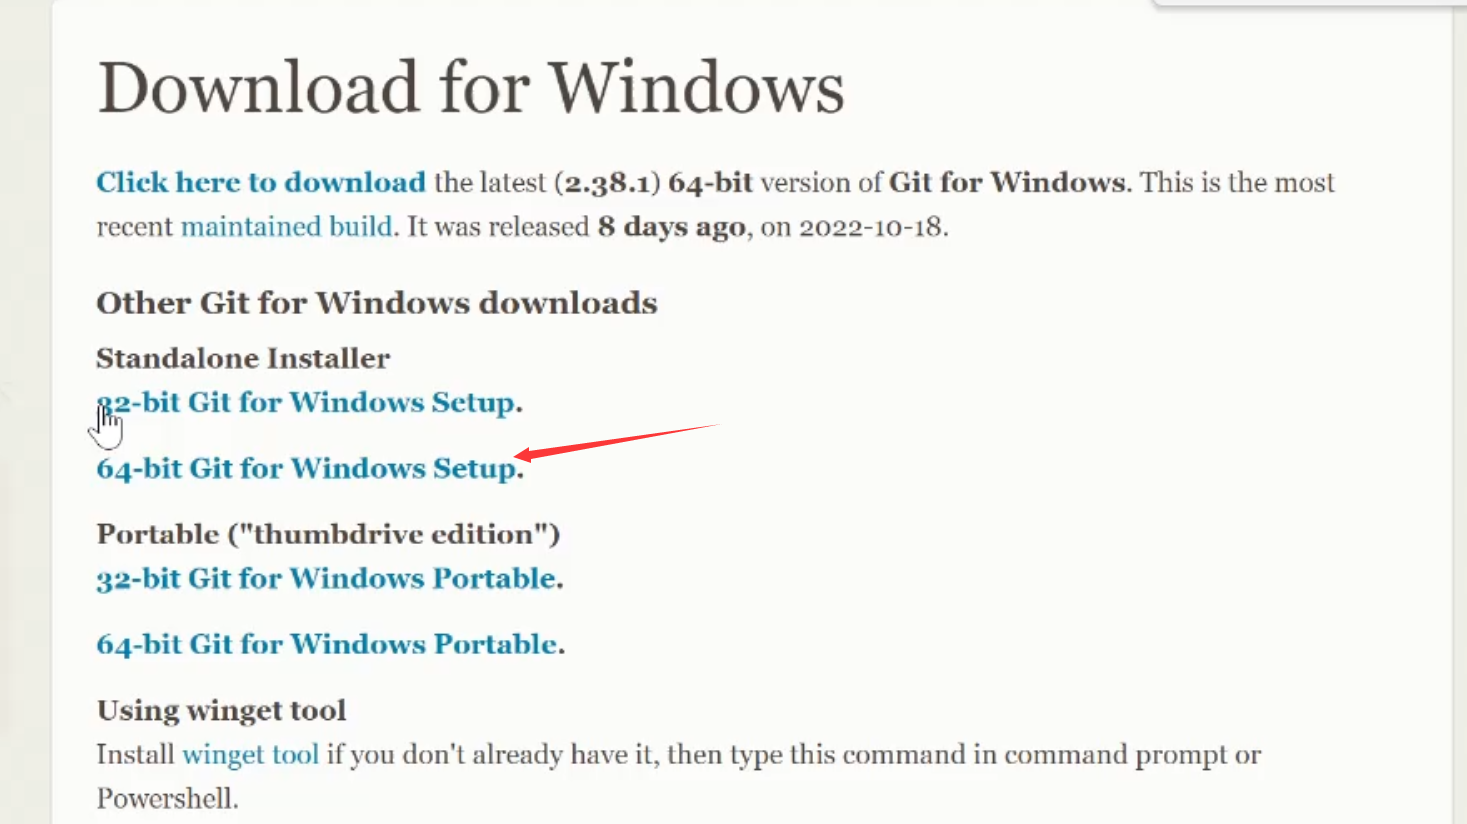 Download for Windows
Click here to download the latest (2.38.1) 64-bit version of Git for Windows. This is the most
recent maintained build. It was released 8 days ago, on 2022-10-18.
Other Git for Windows downloads
Standalone Installer
32-bit Git for Windows Setup.
64-bit Git for Windows Setup.
Portable ("thumbdrive edition")
32-bit Git for Windows Portable.
64-bit Git for Windows Portable.
Using winget tool
Install winget tool if you don't already have it, then type this command in command prompt or
Powershell.